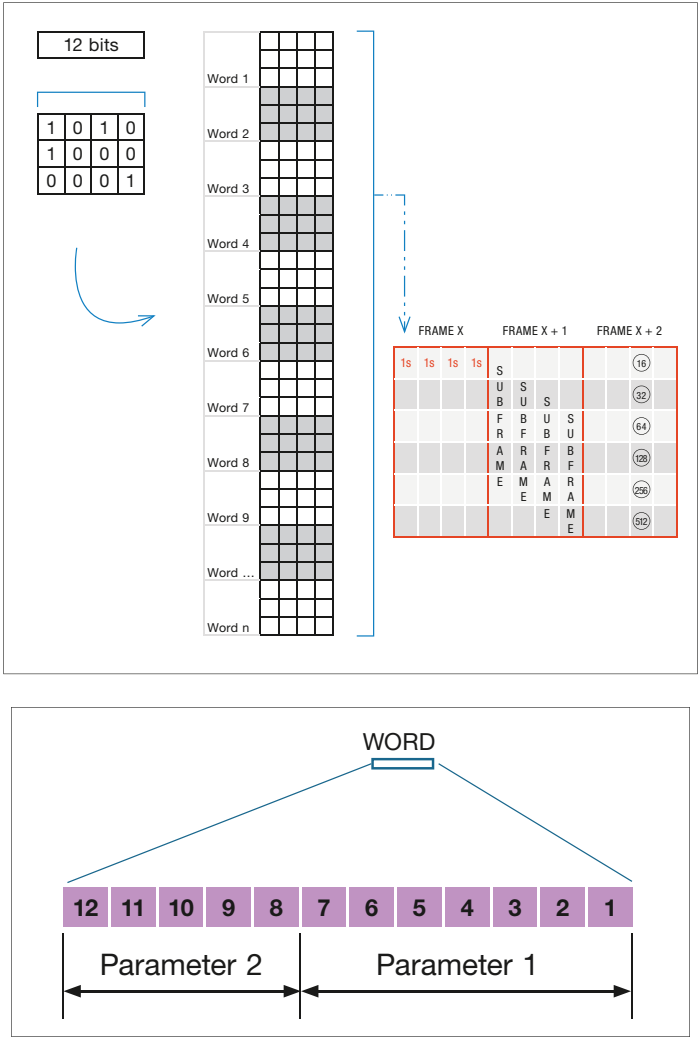 12 bits
1 0 1 0
1 0 0 0
0 0 0 1
Word 1
Word 2
Word 3
Word 4
Word 5
Word 6
Word 7
Word 8
Word 9
Word ...
Word n
FRAME X FRAME X + 1 FRAME X + 2
1s 1s 1s 1s
SUBFRAME
SUBFRAME
SUBFRAME
SUBFRAME
16
32
64
128
256
512
WORD
12 11 10 9 8 7 6 5 4 3 2 1
Parameter 2 Parameter 1